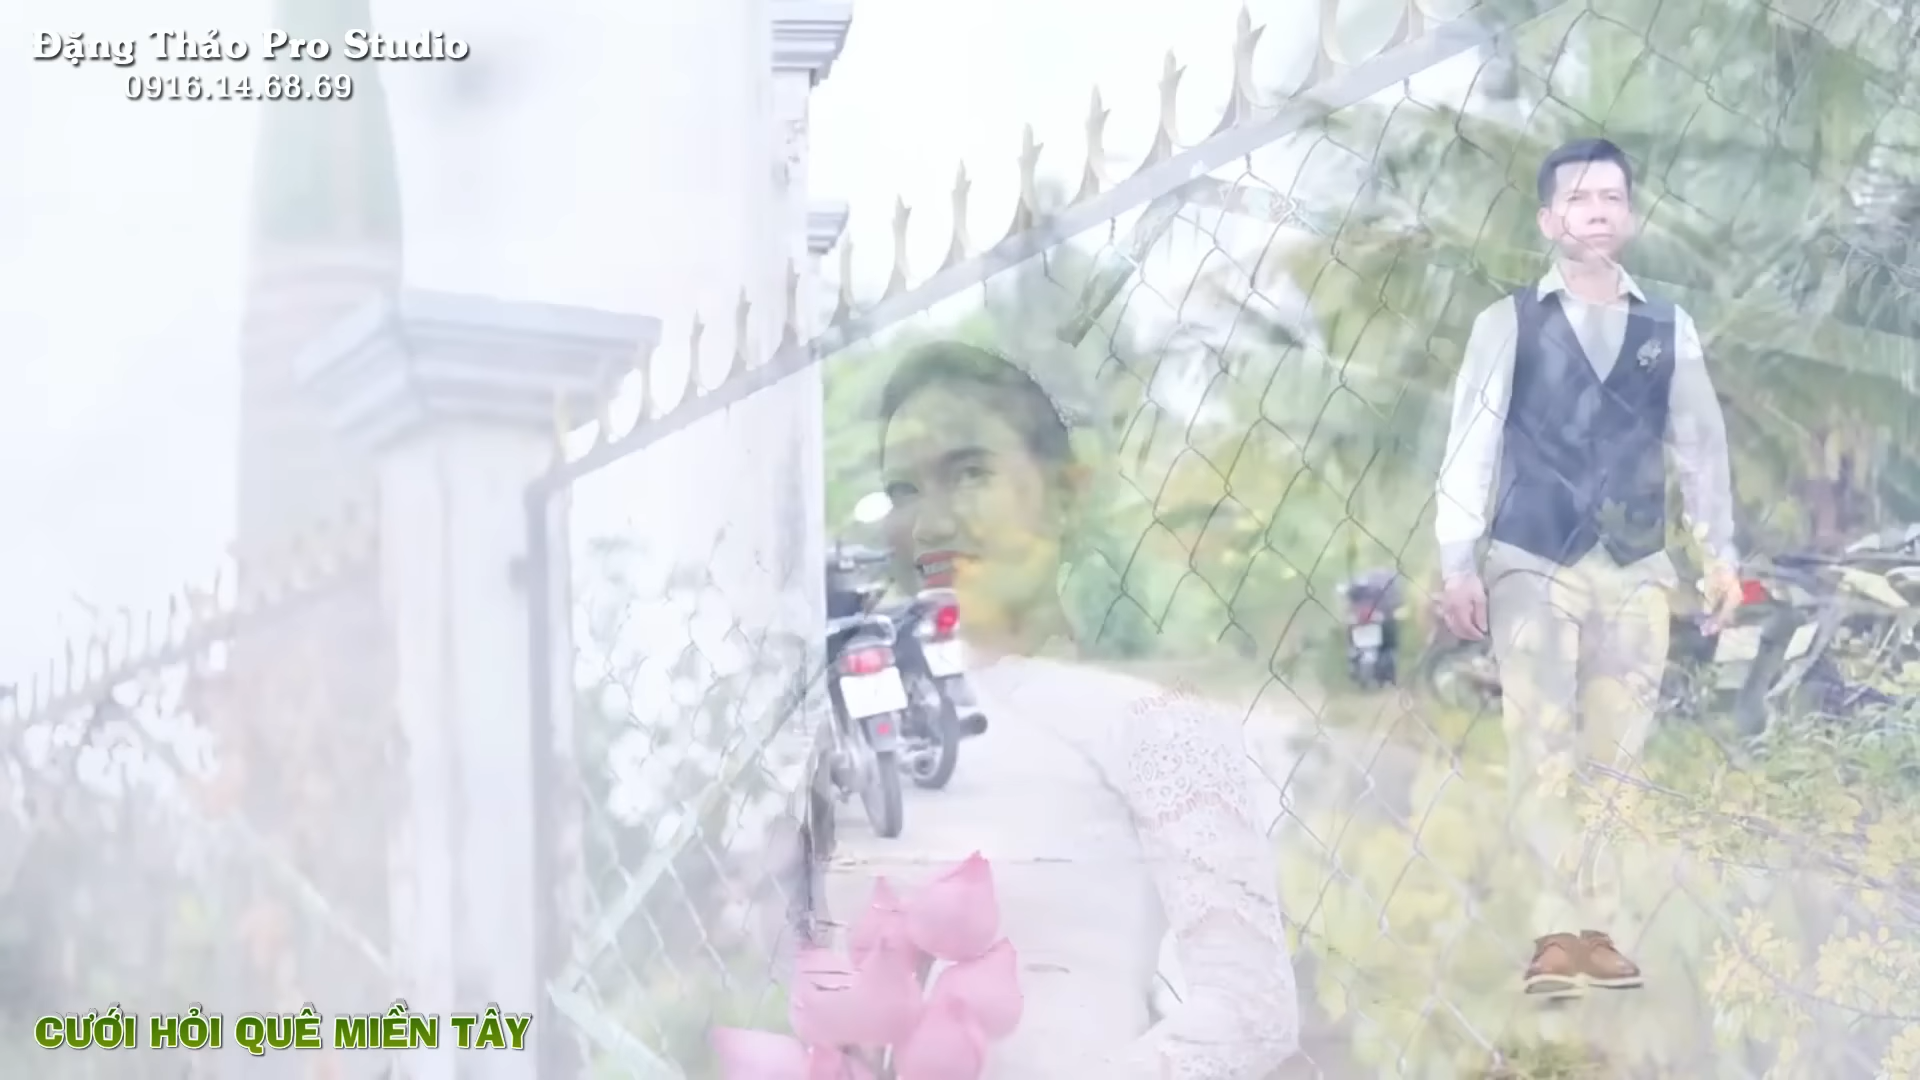 Đặng Thảo Pro Studio
0916.14.68.69
CƯỚI HỎI QUÊ MIỀN TÂY